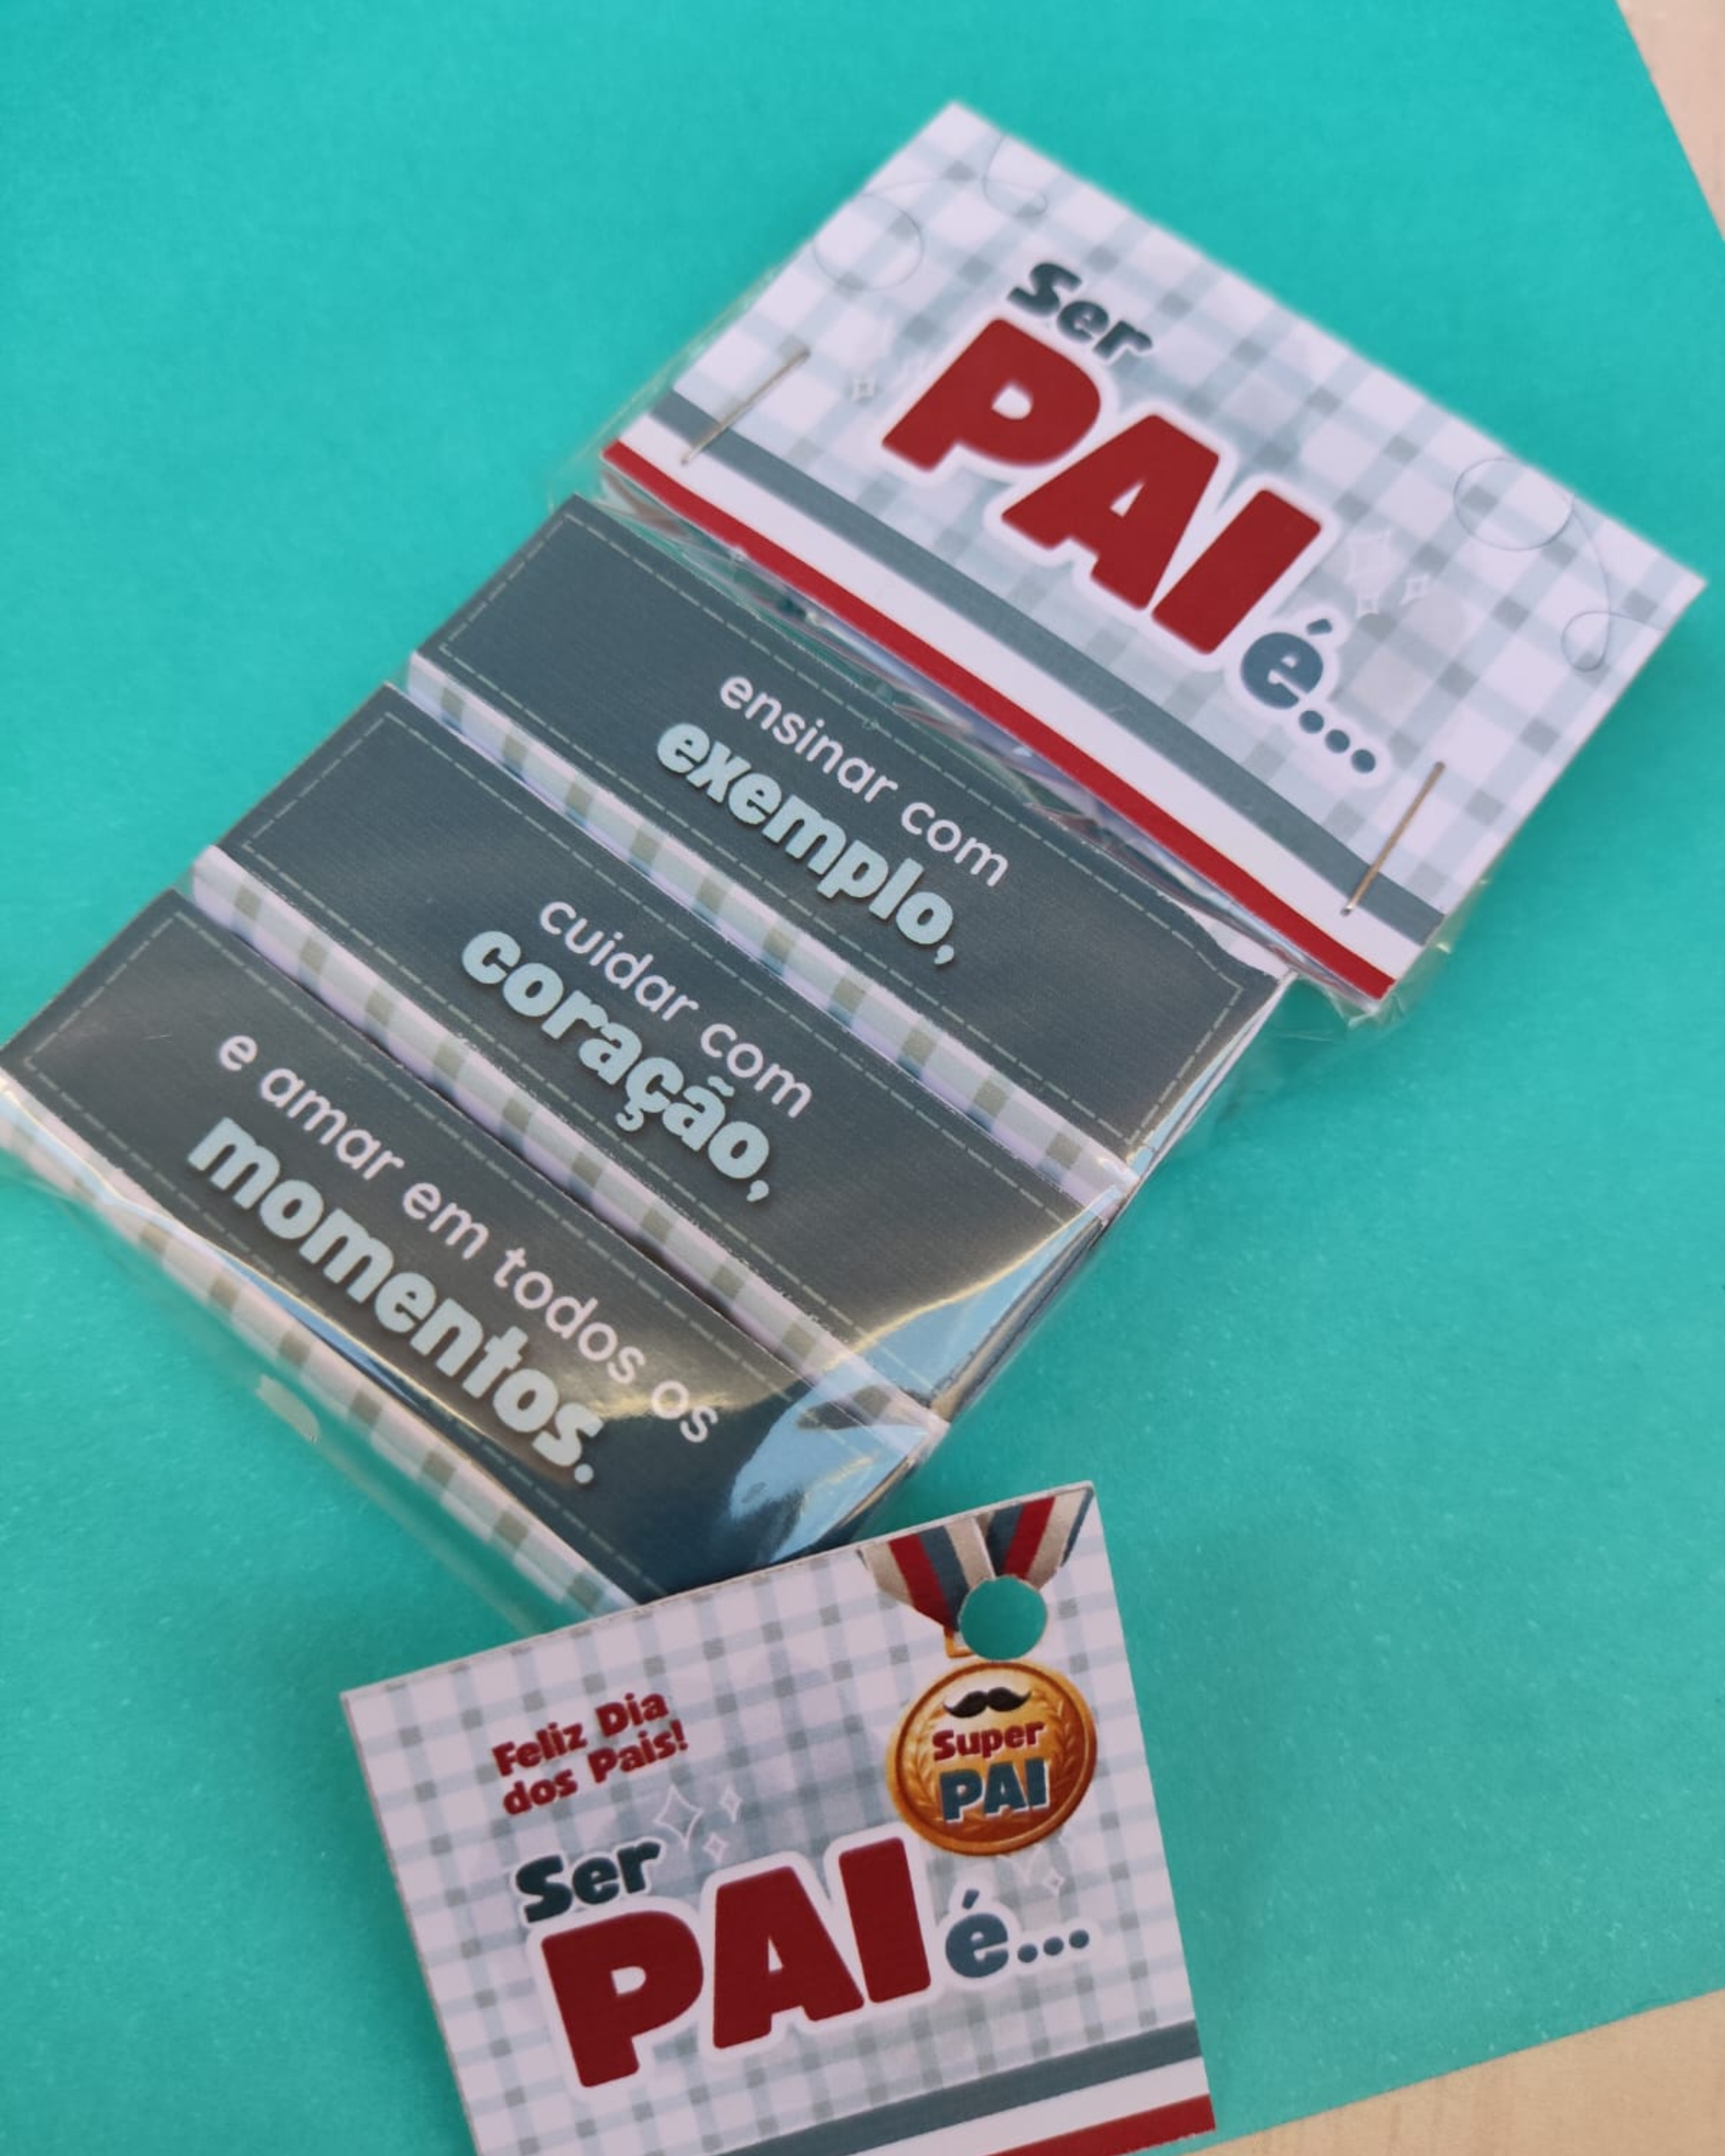 Ser
PAI é...
ensinar com
exemplo,
cuidar com
coração,
e amar em todos os
momentos.
Feliz Dia
dos Pais!
Super
PAI
Ser
PAI é...